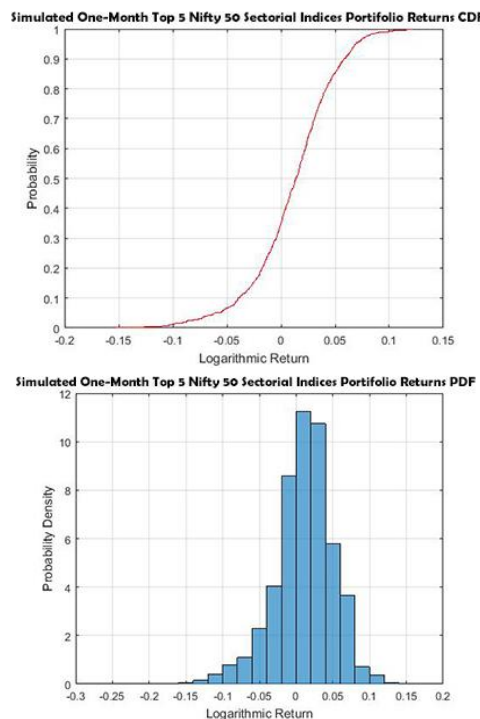 Simulated One-Month Top 5 Nifty 50 Sectorial Indices Portifolio Returns CDF
1
0.9
0.8
0.7
0.6
0.5
0.4
0.3
0.2
0.1
0
Probability
-0.2 -0.15 -0.1 -0.05 0 0.05 0.1 0.15
Logarithmic Return
Simulated One-Month Top 5 Nifty 50 Sectorial Indices Portifolio Returns PDF
12
10
8
6
4
2
0
Probability Density
-0.3 -0.25 -0.2 -0.15 -0.1 -0.05 0 0.05 0.1 0.15 0.2
Logarithmic Return